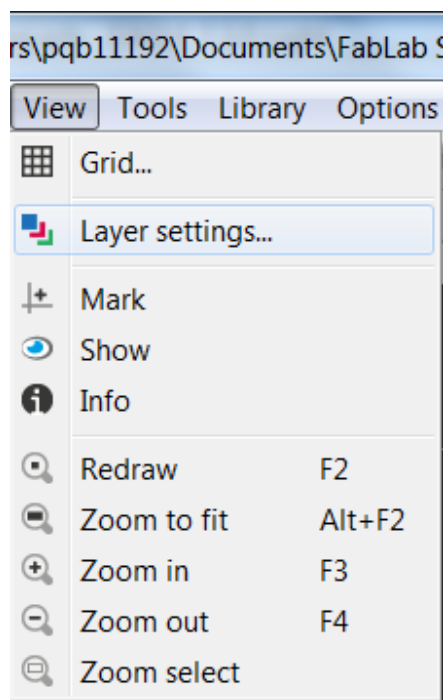 rs\pqb11192\Documents\FabLab S
View Tools Library Options
Grid...
Layer settings...
Mark
Show
Info
Redraw F2
Zoom to fit Alt+F2
Zoom in F3
Zoom out F4
Zoom select